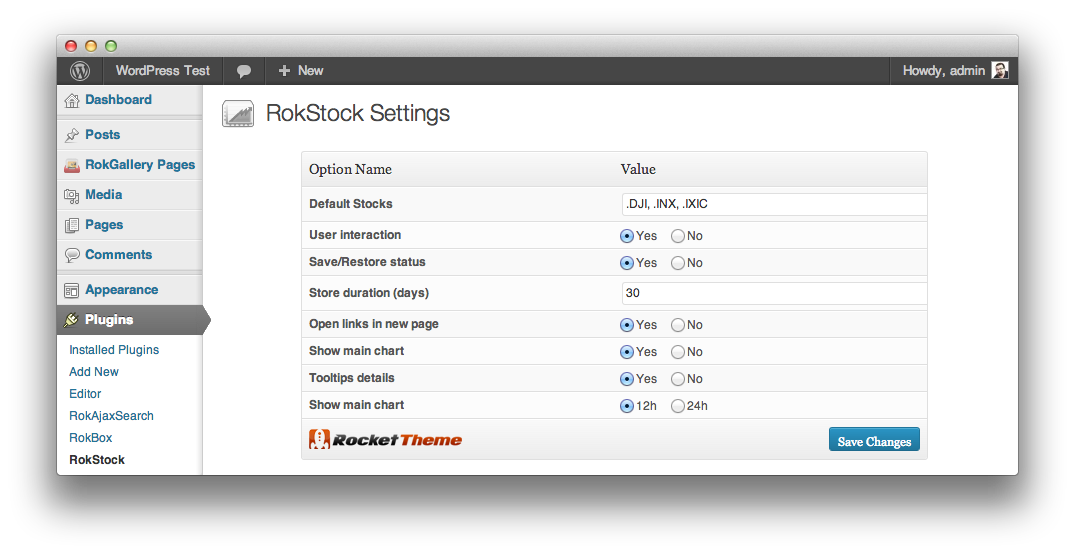 WordPress Test
New
Howdy, admin
Dashboard
Posts
RokGallery Pages
Media
Pages
Comments
Appearance
Plugins
Installed Plugins
Add New
Editor
RokAjaxSearch
RokBox
RokStock
RokStock Settings
Option Name Value
Default Stocks .DJI, .INX, .IXIC
User interaction Yes No
Save/Restore status Yes No
Store duration (days) 30
Open links in new page Yes No
Show main chart Yes No
Tooltips details Yes No
Show main chart 12h 24h
RocketTheme Save Changes